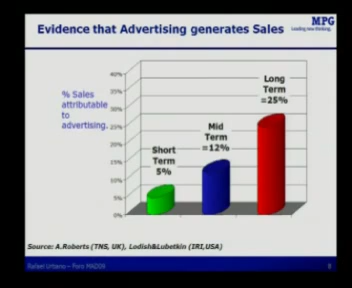 Evidence that Advertising generates Sales
MPG
Leading new thinking.
% Sales
attributable
to
advertising.
40%
35%
30%
25%
20%
15%
10%
5%
0%
Short
Term
5%
Mid
Term
=12%
Long
Term
=25%
Source: A.Roberts (TNS, UK), Lodish&Lubetkin (IRI,USA)
Rafael Urbano – Foro MAD09